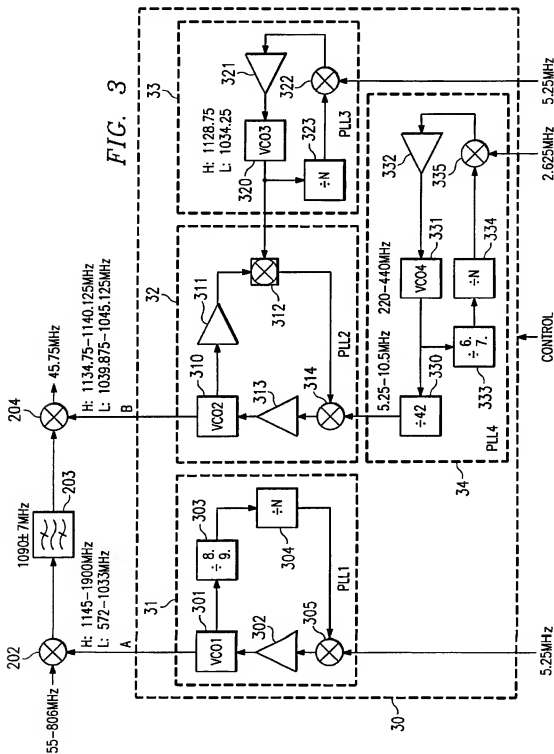 FIG. 3
55-806MHz
202
1090±7MHz
203
204
45.75MHz
H: 1145-1900MHz
L: 572-1033MHz
A
H: 1134.75-1140.125MHz
L: 1039.875-1045.125MHz
B
31
VCO1
301
302
303
÷ 8. 9.
÷N
304
305
PLL1
5.25MHz
32
310
VCO2
311
312
313
314
PLL2
33
H: 1128.75
L: 1034.25
320
VCO3
321
322
323
÷N
PLL3
5.25MHz
5.25-10.5MHz
220-440MHz
÷42
330
VCO4
331
332
÷ 6. 7.
333
÷N
334
335
PLL4
34
2.625MHz
CONTROL
30